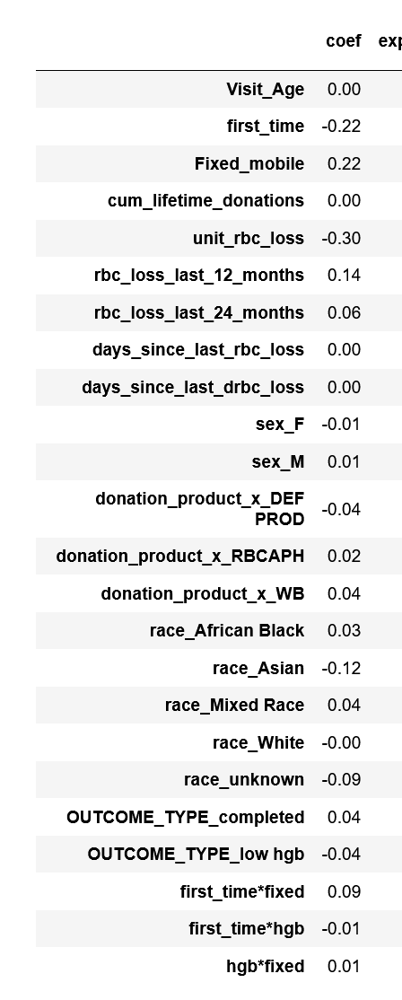 coef exp
Visit_Age 0.00
first_time -0.22
Fixed_mobile 0.22
cum_lifetime_donations 0.00
unit_rbc_loss -0.30
rbc_loss_last_12_months 0.14
rbc_loss_last_24_months 0.06
days_since_last_rbc_loss 0.00
days_since_last_drbc_loss 0.00
sex_F -0.01
sex_M 0.01
donation_product_x_DEF
PROD -0.04
donation_product_x_RBCAPH 0.02
donation_product_x_WB 0.04
race_African Black 0.03
race_Asian -0.12
race_Mixed Race 0.04
race_White -0.00
race_unknown -0.09
OUTCOME_TYPE_completed 0.04
OUTCOME_TYPE_low hgb -0.04
first_time*fixed 0.09
first_time*hgb -0.01
hgb*fixed 0.01